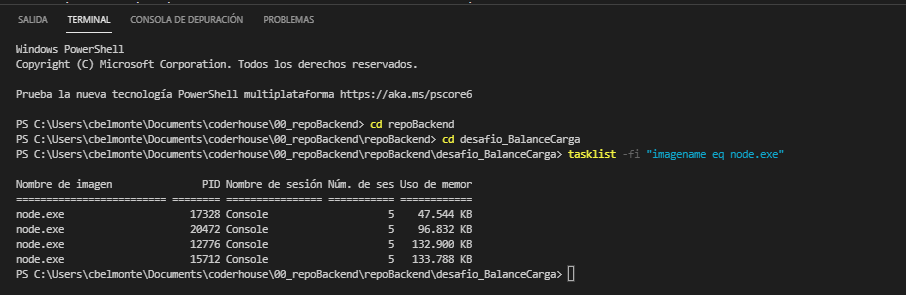 SALIDA TERMINAL CONSOLA DE DEPURACIÓN PROBLEMAS
Windows PowerShell
Copyright (C) Microsoft Corporation. Todos los derechos reservados.
Prueba la nueva tecnología PowerShell multiplataforma https://aka.ms/pscore6
PS C:\Users\cbelmonte\Documents\coderhouse\00_repoBackend> cd repoBackend
PS C:\Users\cbelmonte\Documents\coderhouse\00_repoBackend\repoBackend> cd desafio_BalanceCarga
PS C:\Users\cbelmonte\Documents\coderhouse\00_repoBackend\repoBackend\desafio_BalanceCarga> tasklist -fi "imagename eq node.exe"
Nombre de imagen PID Nombre de sesión Núm. de ses Uso de memor
========================= ======== ================ =========== ============
node.exe 17328 Console 5 47.544 KB
node.exe 20472 Console 5 96.832 KB
node.exe 12776 Console 5 132.900 KB
node.exe 15712 Console 5 133.788 KB
PS C:\Users\cbelmonte\Documents\coderhouse\00_repoBackend\repoBackend\desafio_BalanceCarga>